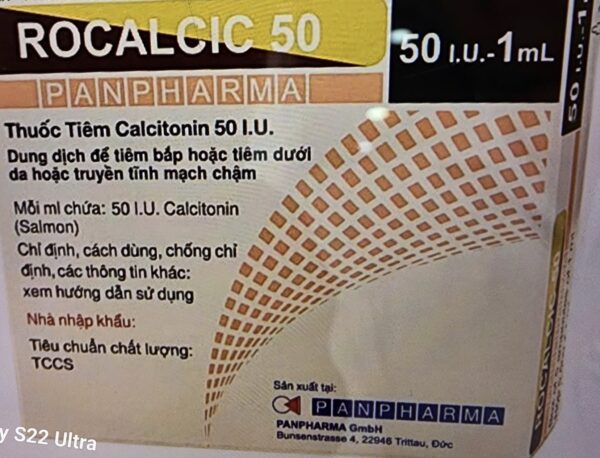 ROCALCIC 50
50 I.U.-1mL
PANPHARMA
Thuốc Tiêm Calcitonin 50 I.U.
Dung dịch để tiêm bắp hoặc tiêm dưới
da hoặc truyền tĩnh mạch chậm
Mỗi ml chứa: 50 I.U. Calcitonin
(Salmon)
Chỉ định, cách dùng, chống chỉ
định, các thông tin khác:
xem hướng dẫn sử dụng
Nhà nhập khẩu:
Tiêu chuẩn chất lượng:
TCCS
Sản xuất tại:
PANPHARMA
PANPHARMA GmbH
Bunsenstrasse 4, 22946 Trittau, Đức
50 I.U.-1
ROCALCIC 50
y S22 Ultra